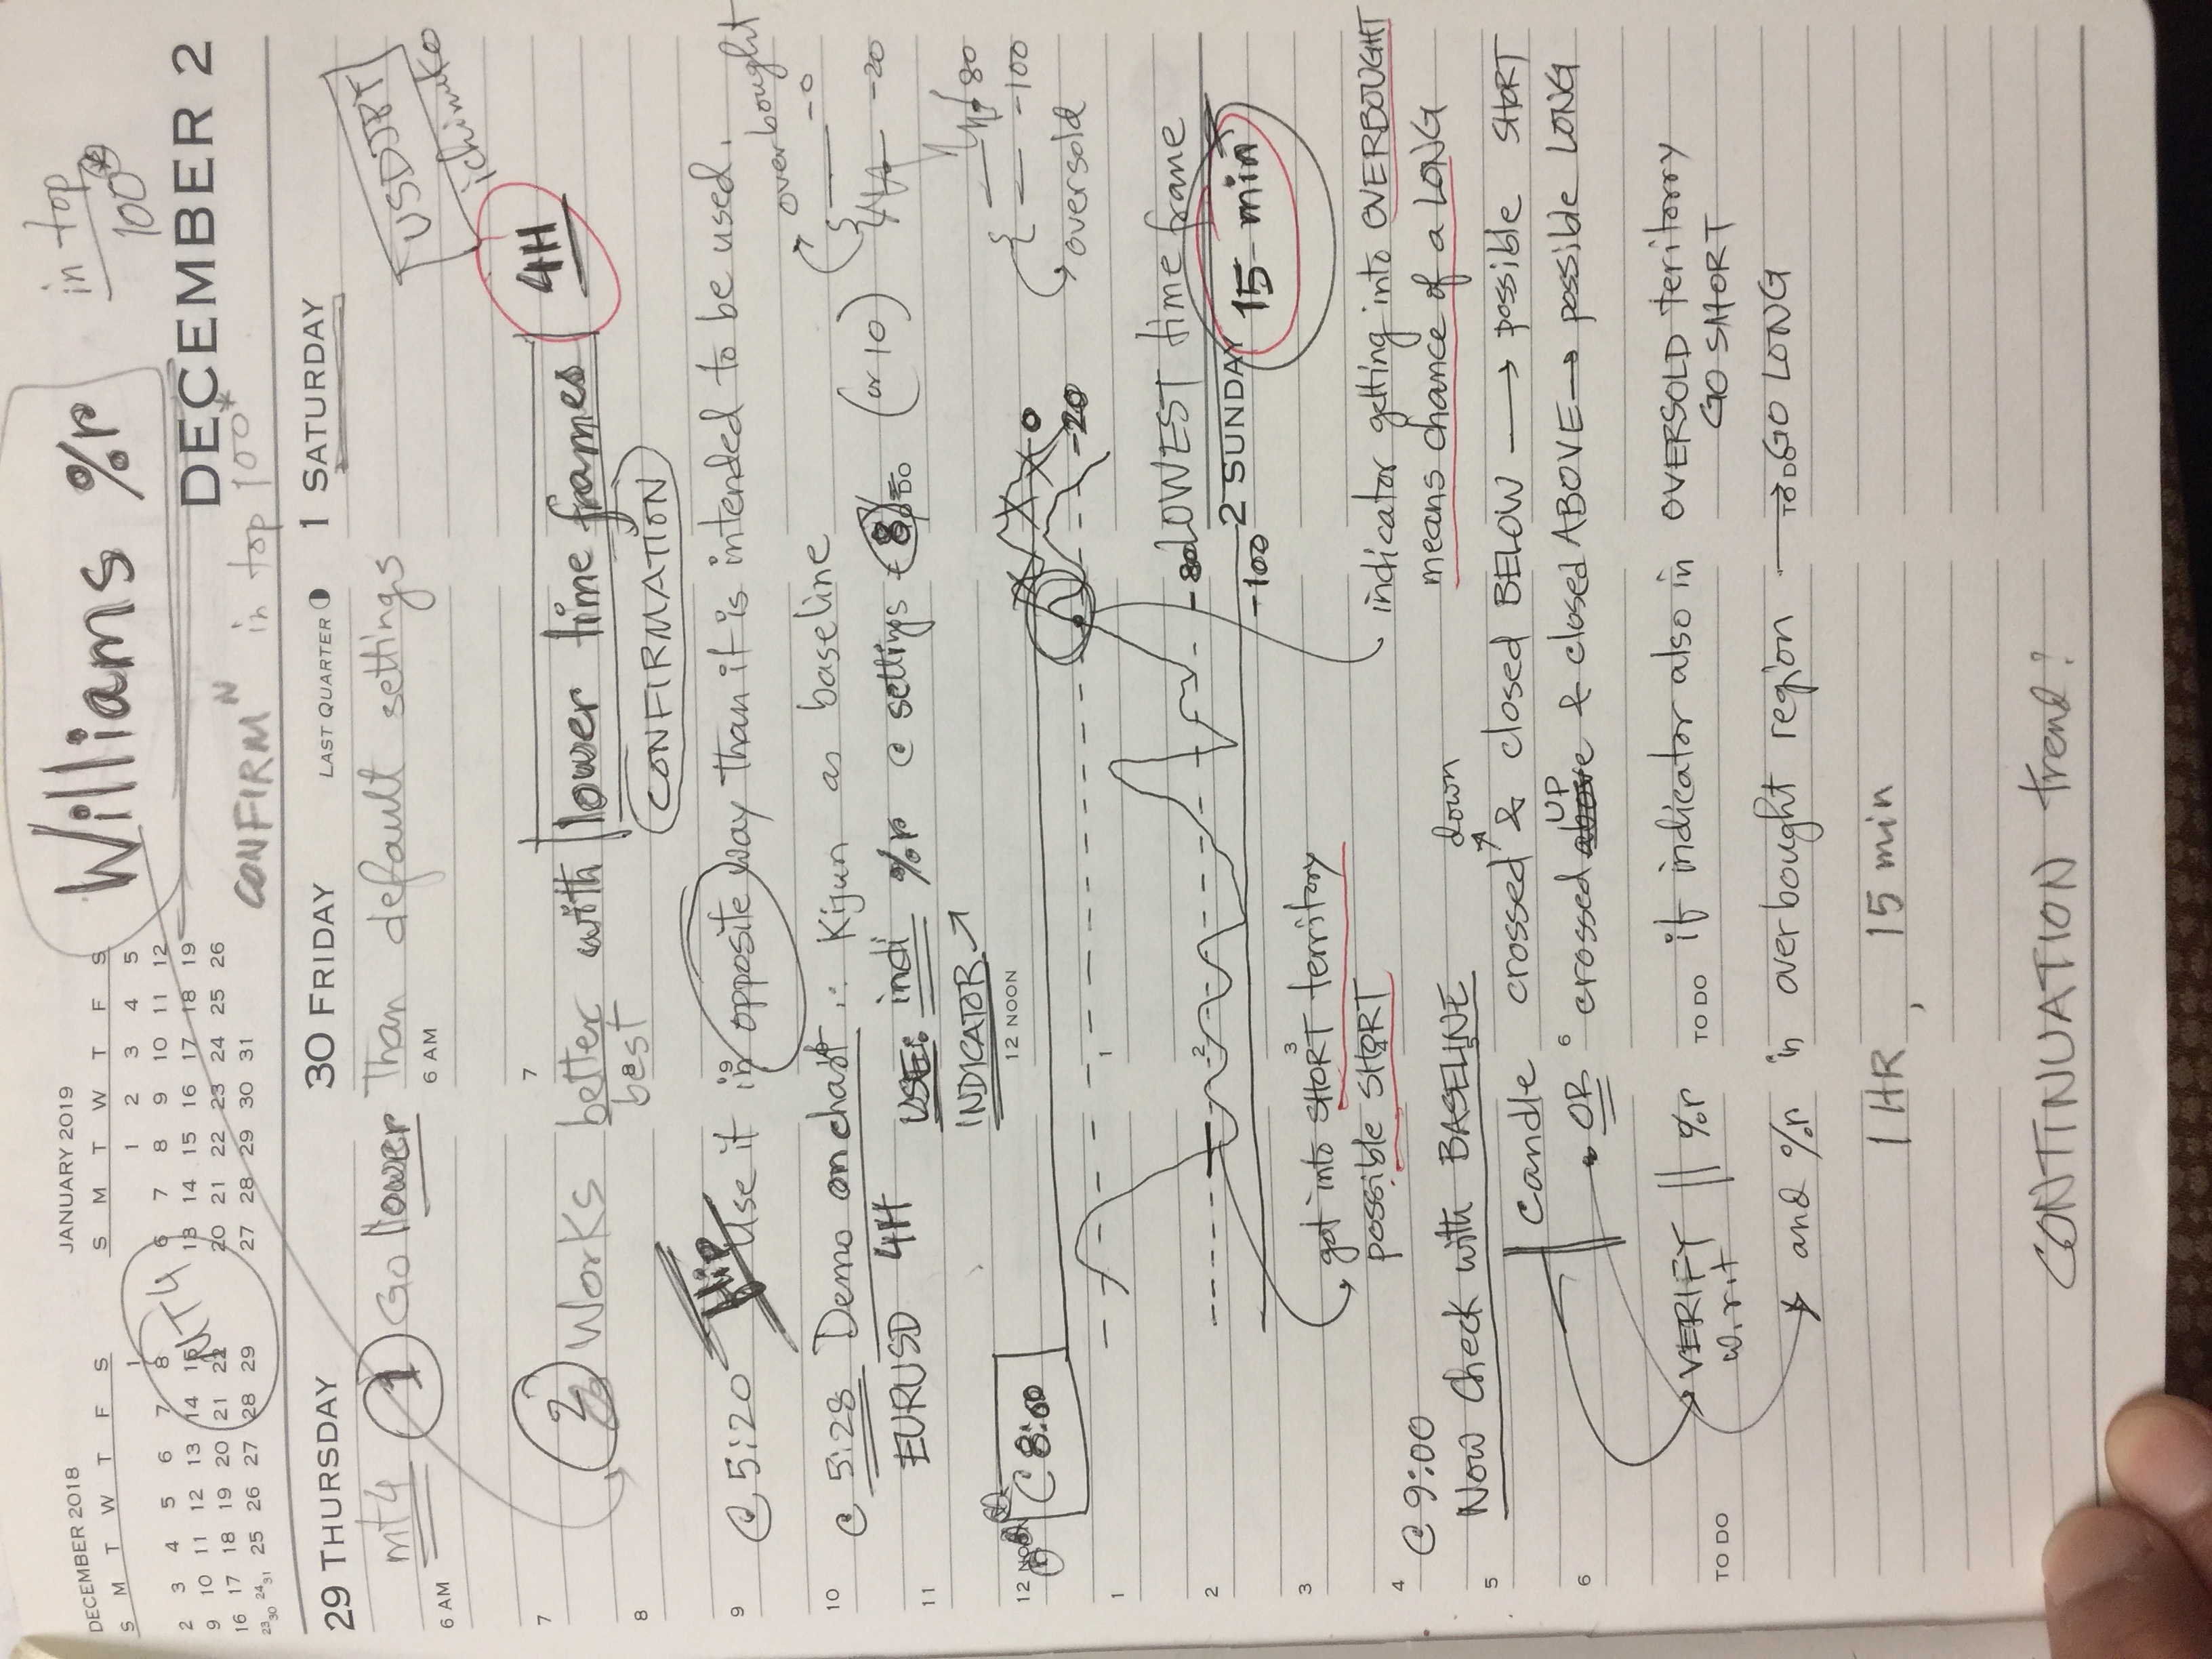 Williams %r
in top
100*
DECEMBER 2018
S M T W T F S
1
2 3 4 5 6 7 8
9 10 11 12 13 14 15
16 17 18 19 20 21 22
23 30 24 31 25 26 27 28 29
MT4
JANUARY 2019
S M T W T F S
1 2 3 4 5
6 7 8 9 10 11 12
13 14 15 16 17 18 19
20 21 22 23 24 25 26
27 28 29 30 31
DECEMBER 2
CONFIRM N in top 100*
29 THURSDAY
30 FRIDAY LAST QUARTER
1 SATURDAY
mt4 1 Go lower Than default settings
6 AM 6 AM
ichimuko
7 7
2 Works better with lower time frames 4H
8 8 best
CONFIRMATION
9 9 @ 5:20 flip Use it in opposite way than it is intended to be used.
overbought
10 10 @ 5:28 Demo on chart :: Kijun as baseline
-0
EURUSD 4H USE: indi %r @ settings 8 (or 10)
-20
11
INDICATOR
80
-100
oversold
12 NOON 12 NOON
@ 8:00
0
-20
1 1
- 80 LOWEST time frane
2 2
-100
2 SUNDAY 15 min
3 3
got into SHORT territory
possible SHORT
indicator getting into OVERBOUGHT
means chance of a LONG
4 4
@ 9:00
Now Check with BASELINE
5 5
down
candle crossed & closed BELOW → possible SHORT
6 6
OR crossed above UP & closed ABOVE → possible LONG
VERIFY w.r.t %r if indicator also in OVERSOLD teritorry
GO SHORT
TO DO TO DO
and %r in overbought region → GO LONG
TO DO
1 HR, 15 min
CONTINUATION trend?